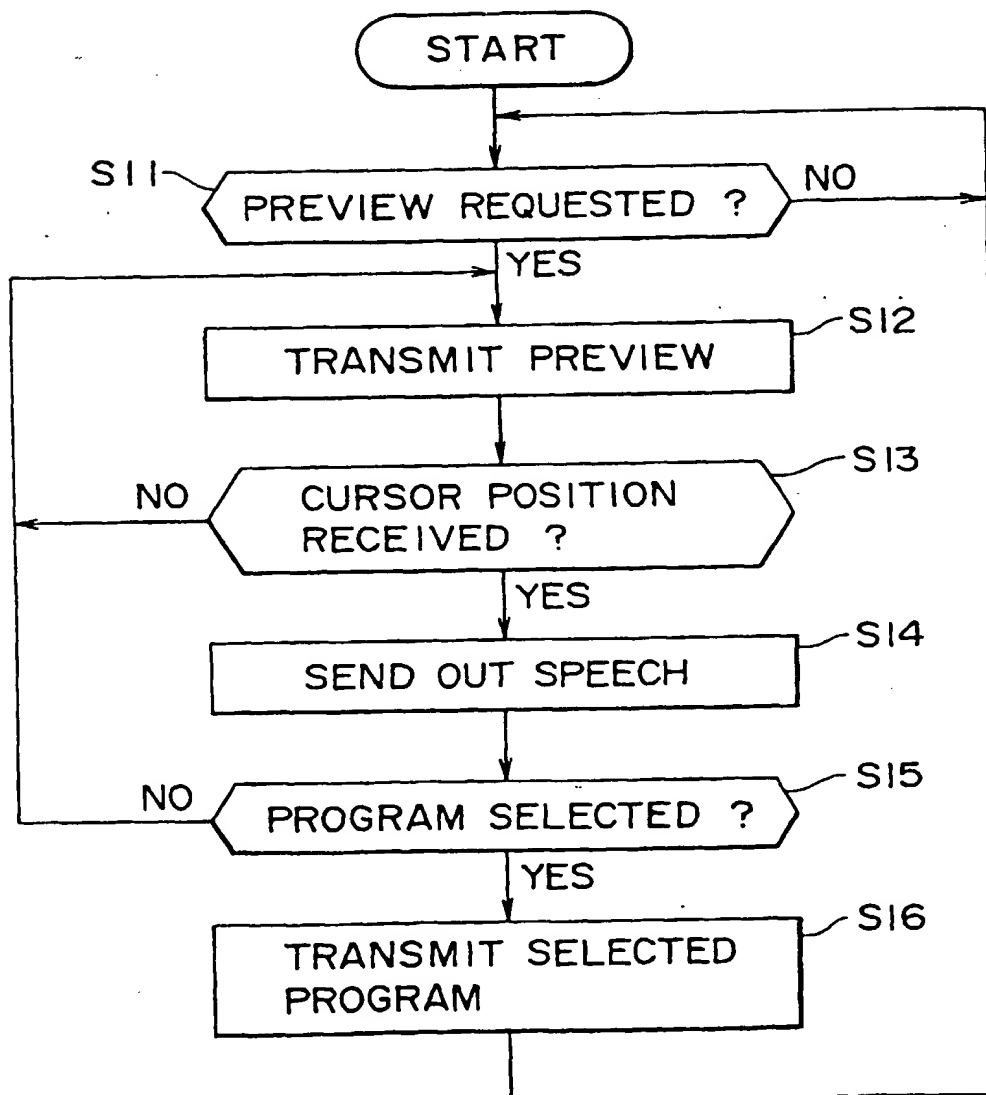 START
S11
PREVIEW REQUESTED ?
NO
YES
S12
TRANSMIT PREVIEW
S13
NO
CURSOR POSITION
RECEIVED ?
YES
S14
SEND OUT SPEECH
S15
NO
PROGRAM SELECTED ?
YES
S16
TRANSMIT SELECTED
PROGRAM